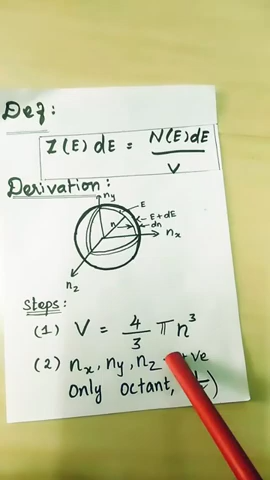 Def:
Z(E) dE = N(E)dE
V
Derivation:
ny
E
E+dE
n
dn
nx
nz
Steps:
(1) V = 4/3 π n³
(2) nx, ny, nz +ve
Only octant,